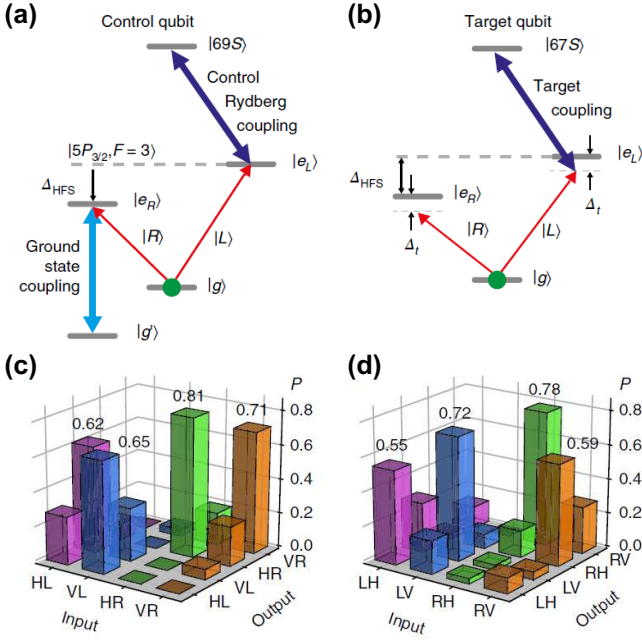 (a)
Control qubit
|69S⟩
Control
Rydberg
coupling
|5P3/2, F = 3⟩
|eL⟩
ΔHFS
|eR⟩
|R⟩
|L⟩
Ground
state
coupling
|g⟩
|g'⟩
(b)
Target qubit
|67S⟩
Target
coupling
|eL⟩
ΔHFS
|eR⟩
Δt
Δt
|R⟩
|L⟩
|g⟩
(c)
P
0.81
0.71
0.62
0.65
0.8
0.6
0.4
0.2
0.0
HL
VL
HR
VR
Input
HL
VL
HR
VR
Output
(d)
P
0.78
0.72
0.59
0.55
0.8
0.6
0.4
0.2
0.0
LH
LV
RH
RV
Input
LH
LV
RH
RV
Output